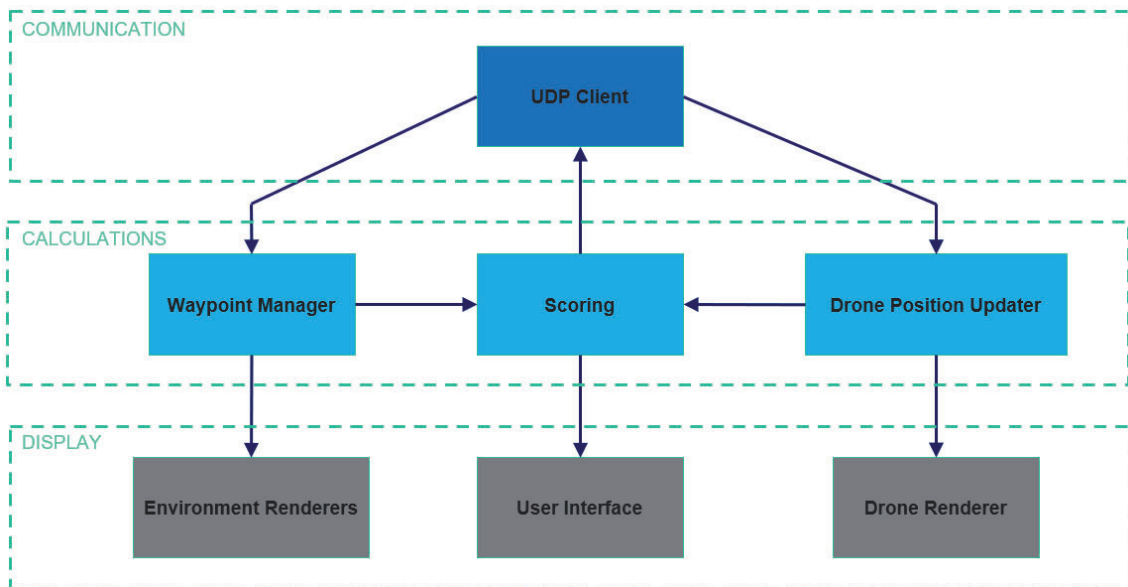 COMMUNICATION
UDP Client
CALCULATIONS
Waypoint Manager
Scoring
Drone Position Updater
DISPLAY
Environment Renderers
User Interface
Drone Renderer